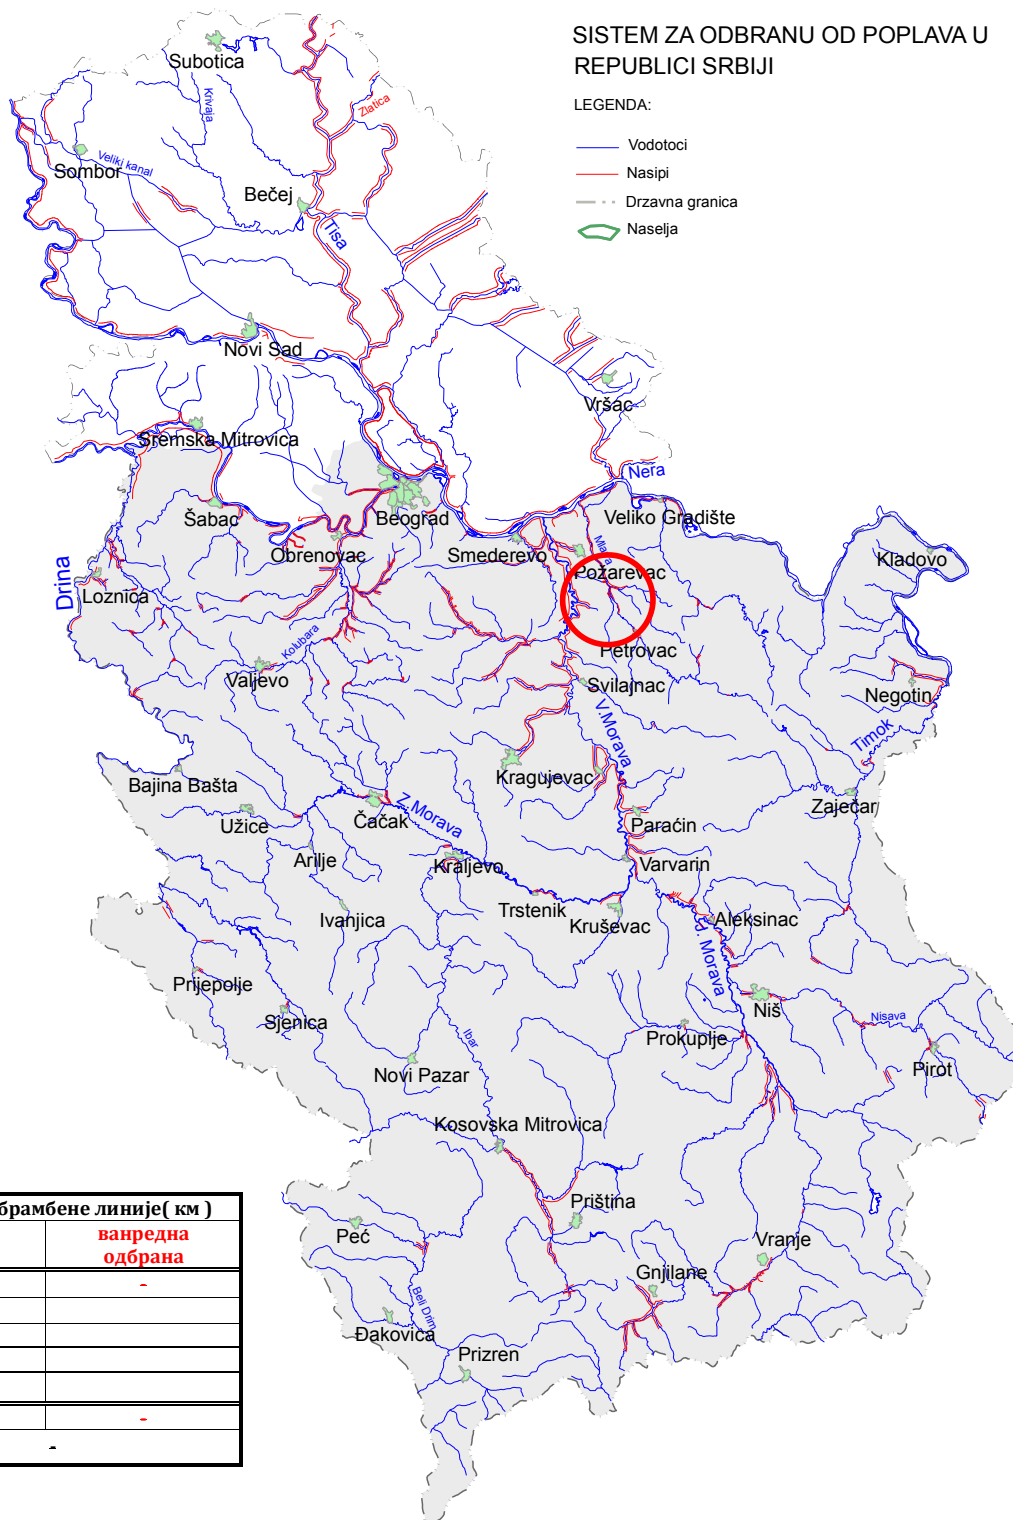 SISTEM ZA ODBRANU OD POPLAVA U
REPUBLICI SRBIJI
LEGENDA:
Vodotoci
Nasipi
Drzavna granica
Naselja
Subotica
Krivaja
Zlatica
Sombor
Veliki kanal
Bečej
Tisa
Novi Sad
Vršac
Sremska Mitrovica
Nera
Šabac
Beograd
Veliko Gradište
Obrenovac
Smederevo
Kladovo
Drina
Loznica
Požarevac
Kolubara
Petrovac
Valjevo
Svilajnac
Negotin
V.Morava
Timok
Bajina Bašta
Kragujevac
Zaječar
Užice
Čačak
Z.Morava
Paraćin
Arilje
Kraljevo
Varvarin
Ivanjica
Trstenik
Kruševac
Aleksinac
J. Morava
Prijepolje
Sjenica
Niš
Nisava
Ibar
Prokuplje
Pirot
Novi Pazar
Kosovska Mitrovica
Priština
Peć
Vranje
Gnjilane
Beli Drim
Đakovica
Prizren
брамбене линије( км )
ванредна
одбрана
-
-
-